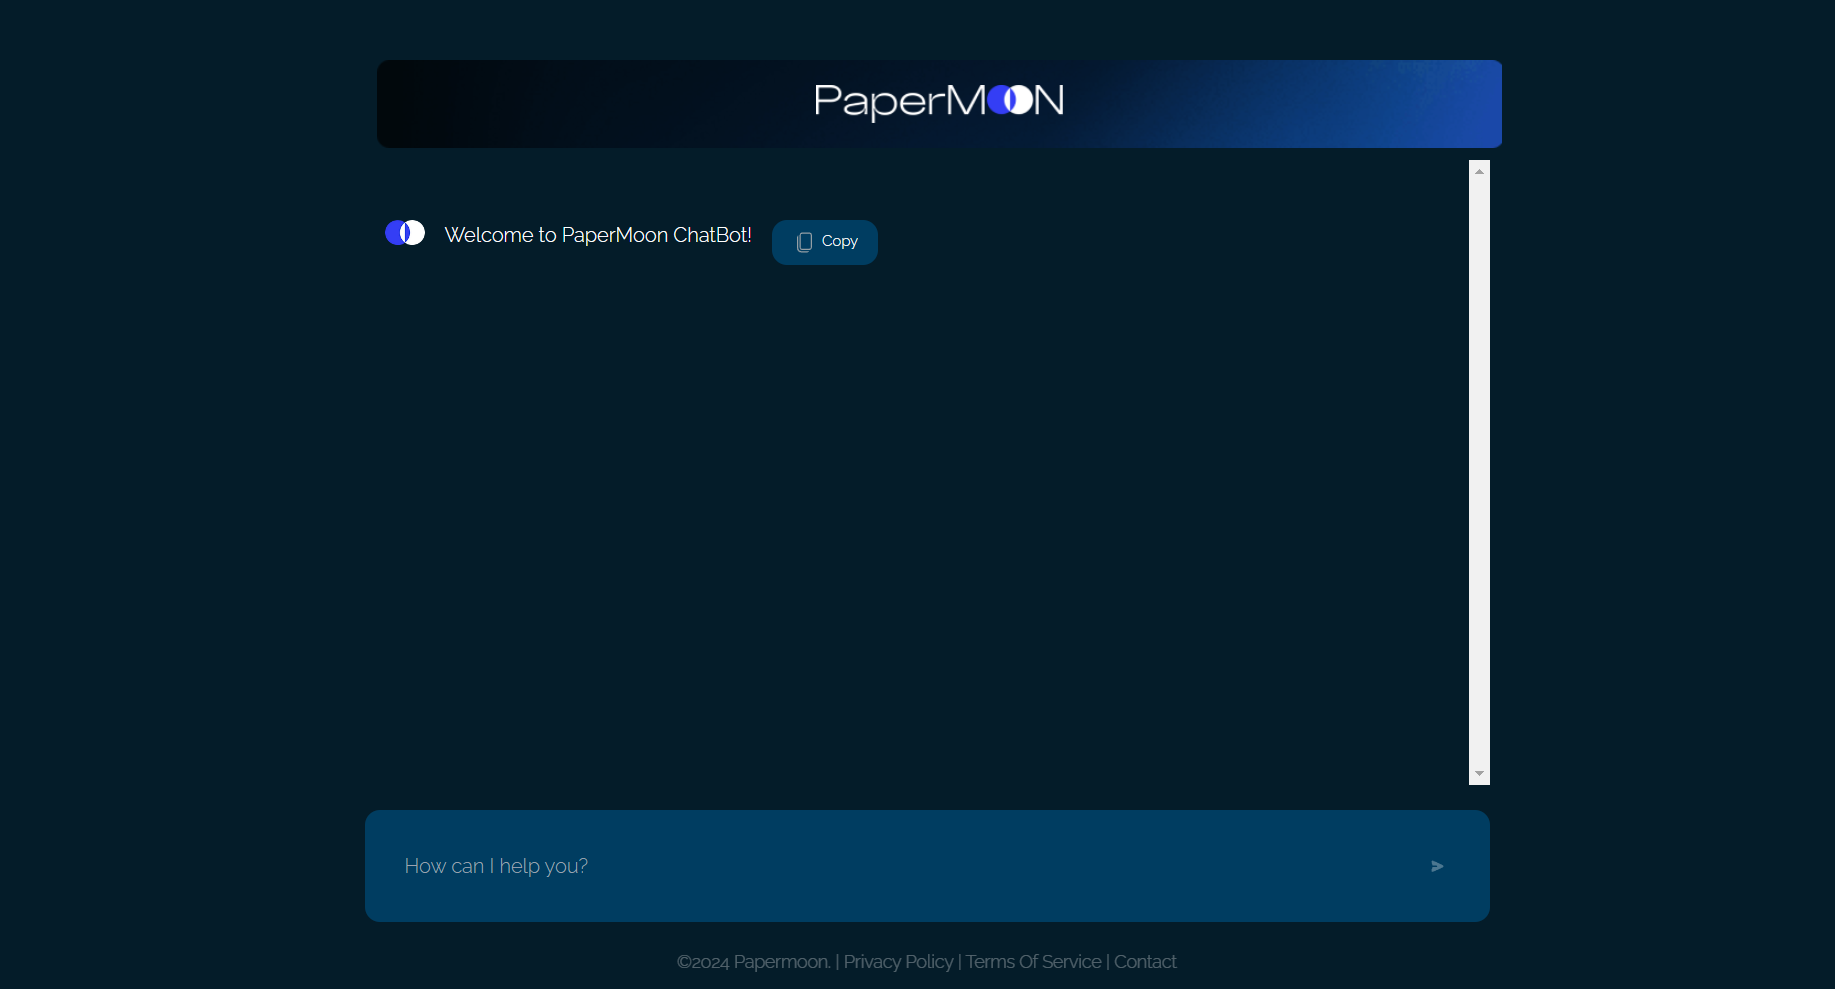 PaperMOON
Welcome to PaperMoon ChatBot!
Copy
How can I help you?
©2024 Papermoon. | Privacy Policy | Terms Of Service | Contact